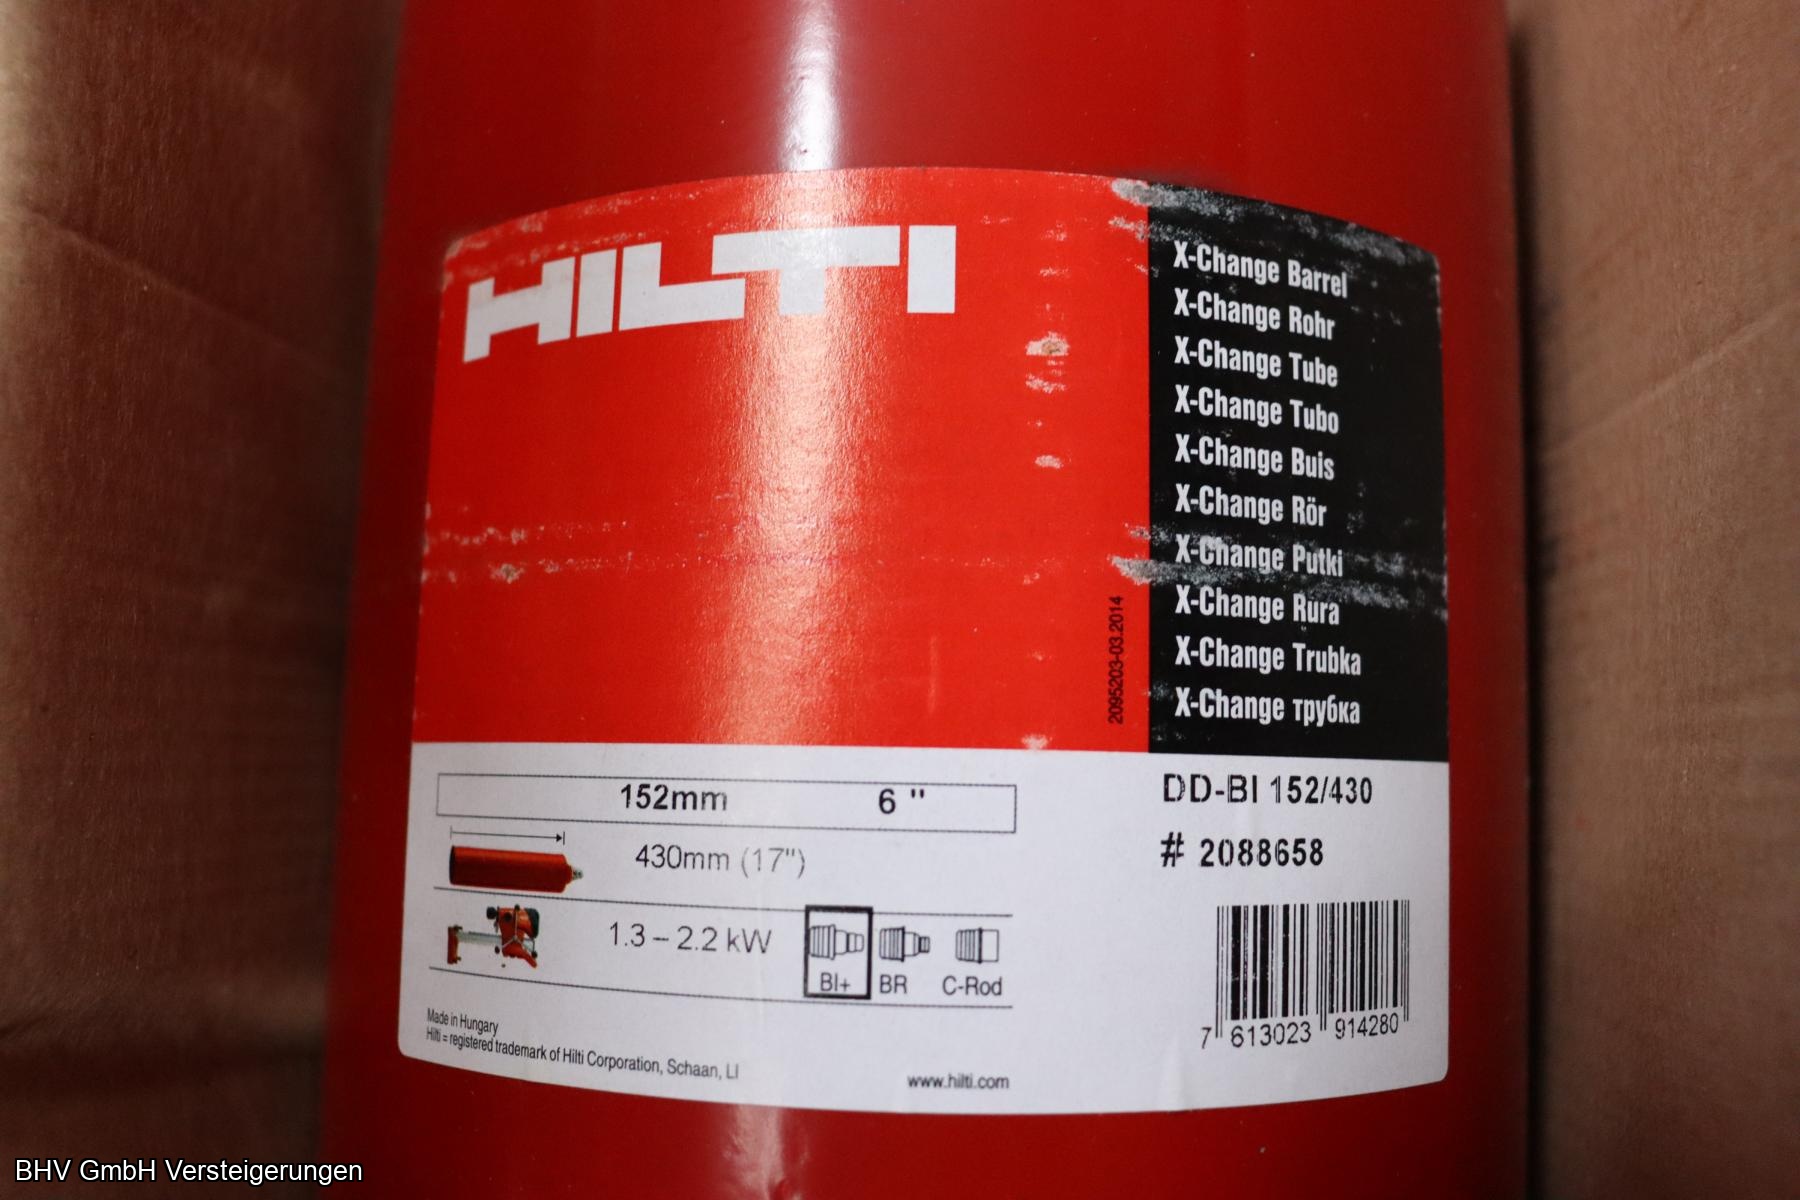 HILTI
X-Change Barrel
X-Change Rohr
X-Change Tube
X-Change Tubo
X-Change Buis
X-Change Rör
X-Change Putki
X-Change Rura
X-Change Trubka
X-Change трубка
2095203-03.2014
152mm 6 "
430mm (17")
1.3 – 2.2 kW
BI+ BR C-Rod
DD-BI 152/430
# 2088658
7 613023 914280
Made in Hungary
Hilti = registered trademark of Hilti Corporation, Schaan, LI
www.hilti.com
BHV GmbH Versteigerungen